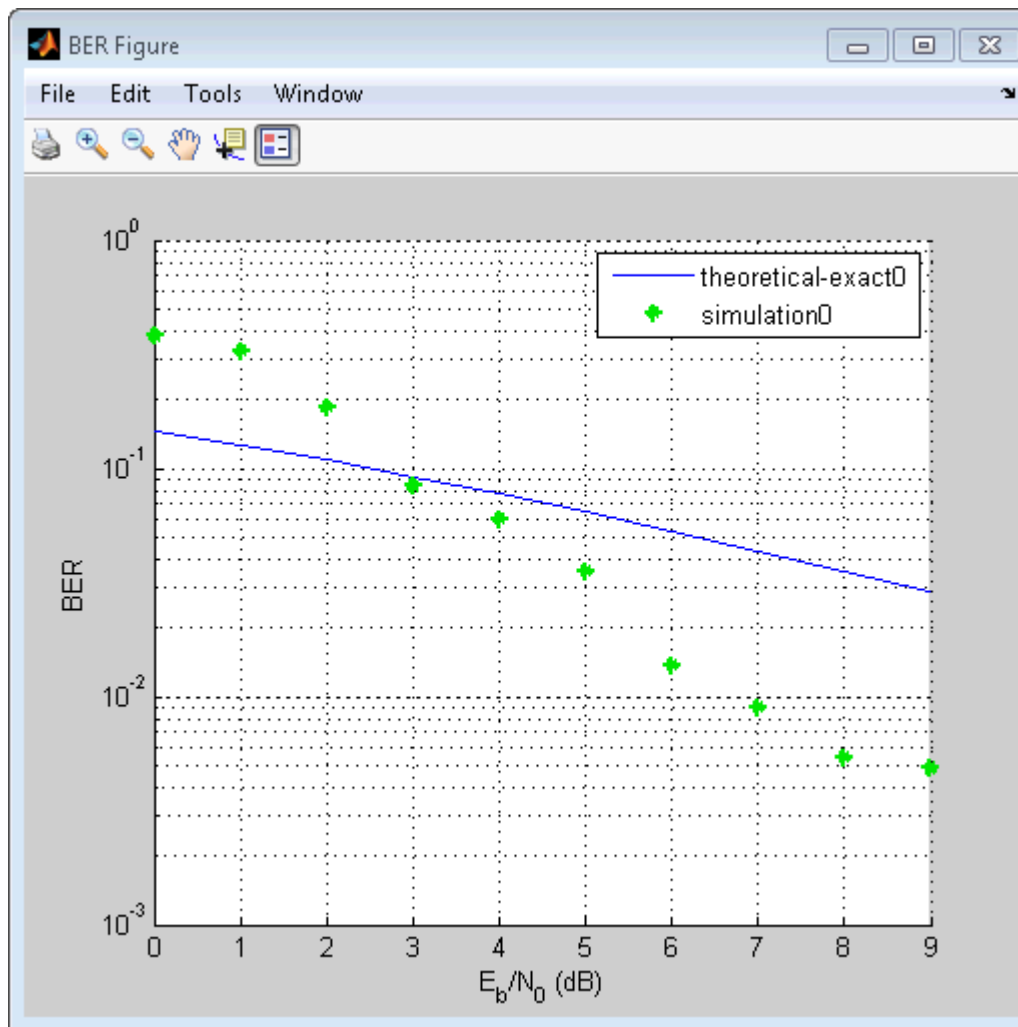 BER Figure
File Edit Tools Window
10^0
10^-1
10^-2
10^-3
BER
theoretical-exact0
simulation0
0 1 2 3 4 5 6 7 8 9
E_b/N_0 (dB)